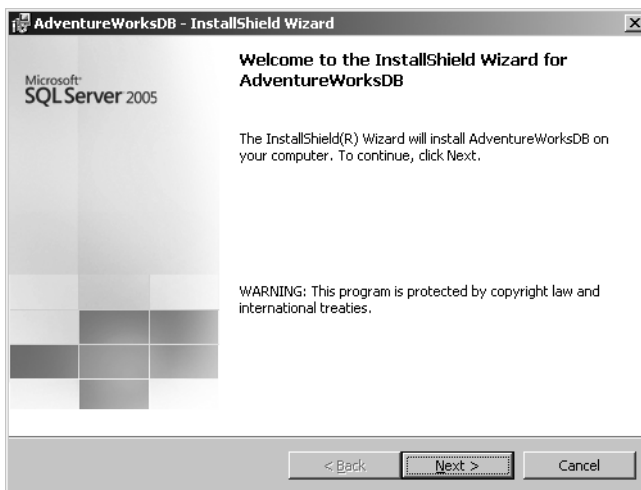 AdventureWorksDB - InstallShield Wizard
Microsoft
SQL Server 2005
Welcome to the InstallShield Wizard for
AdventureWorksDB
The InstallShield(R) Wizard will install AdventureWorksDB on
your computer. To continue, click Next.
WARNING: This program is protected by copyright law and
international treaties.
< Back
Next >
Cancel